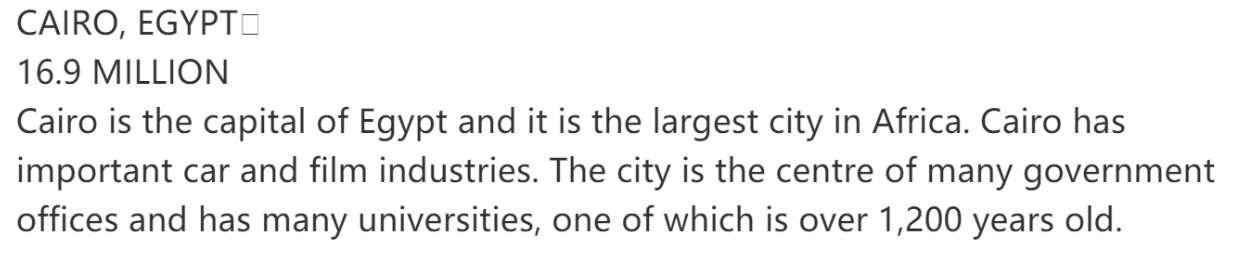 CAIRO, EGYPT□
16.9 MILLION
Cairo is the capital of Egypt and it is the largest city in Africa. Cairo has
important car and film industries. The city is the centre of many government
offices and has many universities, one of which is over 1,200 years old.